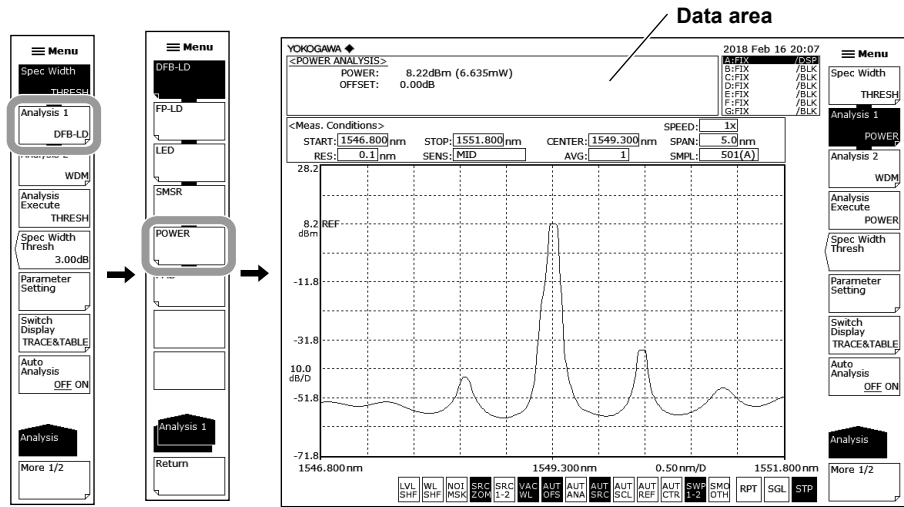 Data area
Menu
Spec Width
THRESH
Analysis 1
DFB-LD
Analysis 2
WDM
Analysis
Execute
THRESH
Spec Width
Thresh
3.00dB
Parameter
Setting
Switch
Display
TRACE&TABLE
Auto
Analysis
OFF ON
Analysis
More 1/2
Menu
DFB-LD
FP-LD
LED
SMSR
POWER
Analysis 1
Return
YOKOGAWA
2018 Feb 16 20:07
<POWER ANALYSIS>
POWER: 8.22dBm (6.635mW)
OFFSET: 0.00dB
A:FIX /DSP
B:FIX /BLK
C:FIX /BLK
D:FIX /BLK
E:FIX /BLK
F:FIX /BLK
G:FIX /BLK
<Meas. Conditions>
SPEED: 1x
START: 1546.800 nm STOP: 1551.800 nm CENTER: 1549.300 nm SPAN: 5.0 nm
RES: 0.1 nm SENS: MID AVG: 1 SMPL: 501(A)
28.2
8.2 REF
dBm
-11.8
-31.8
10.0
dB/D
-51.8
-71.8
1546.800nm 1549.300nm 0.50nm/D 1551.800nm
LVL SHF WL SHF NOI MSK SRC ZOM SRC 1-2 VAC WL AUT OFS AUT ANA AUT SRC AUT SCL AUT REF AUT CTR SWP 1-2 SMO OTH RPT SGL STP
Menu
Spec Width
THRESH
Analysis 1
POWER
Analysis 2
WDM
Analysis
Execute
POWER
Spec Width
Thresh
Parameter
Setting
Switch
Display
TRACE&TABLE
Auto
Analysis
OFF ON
Analysis
More 1/2